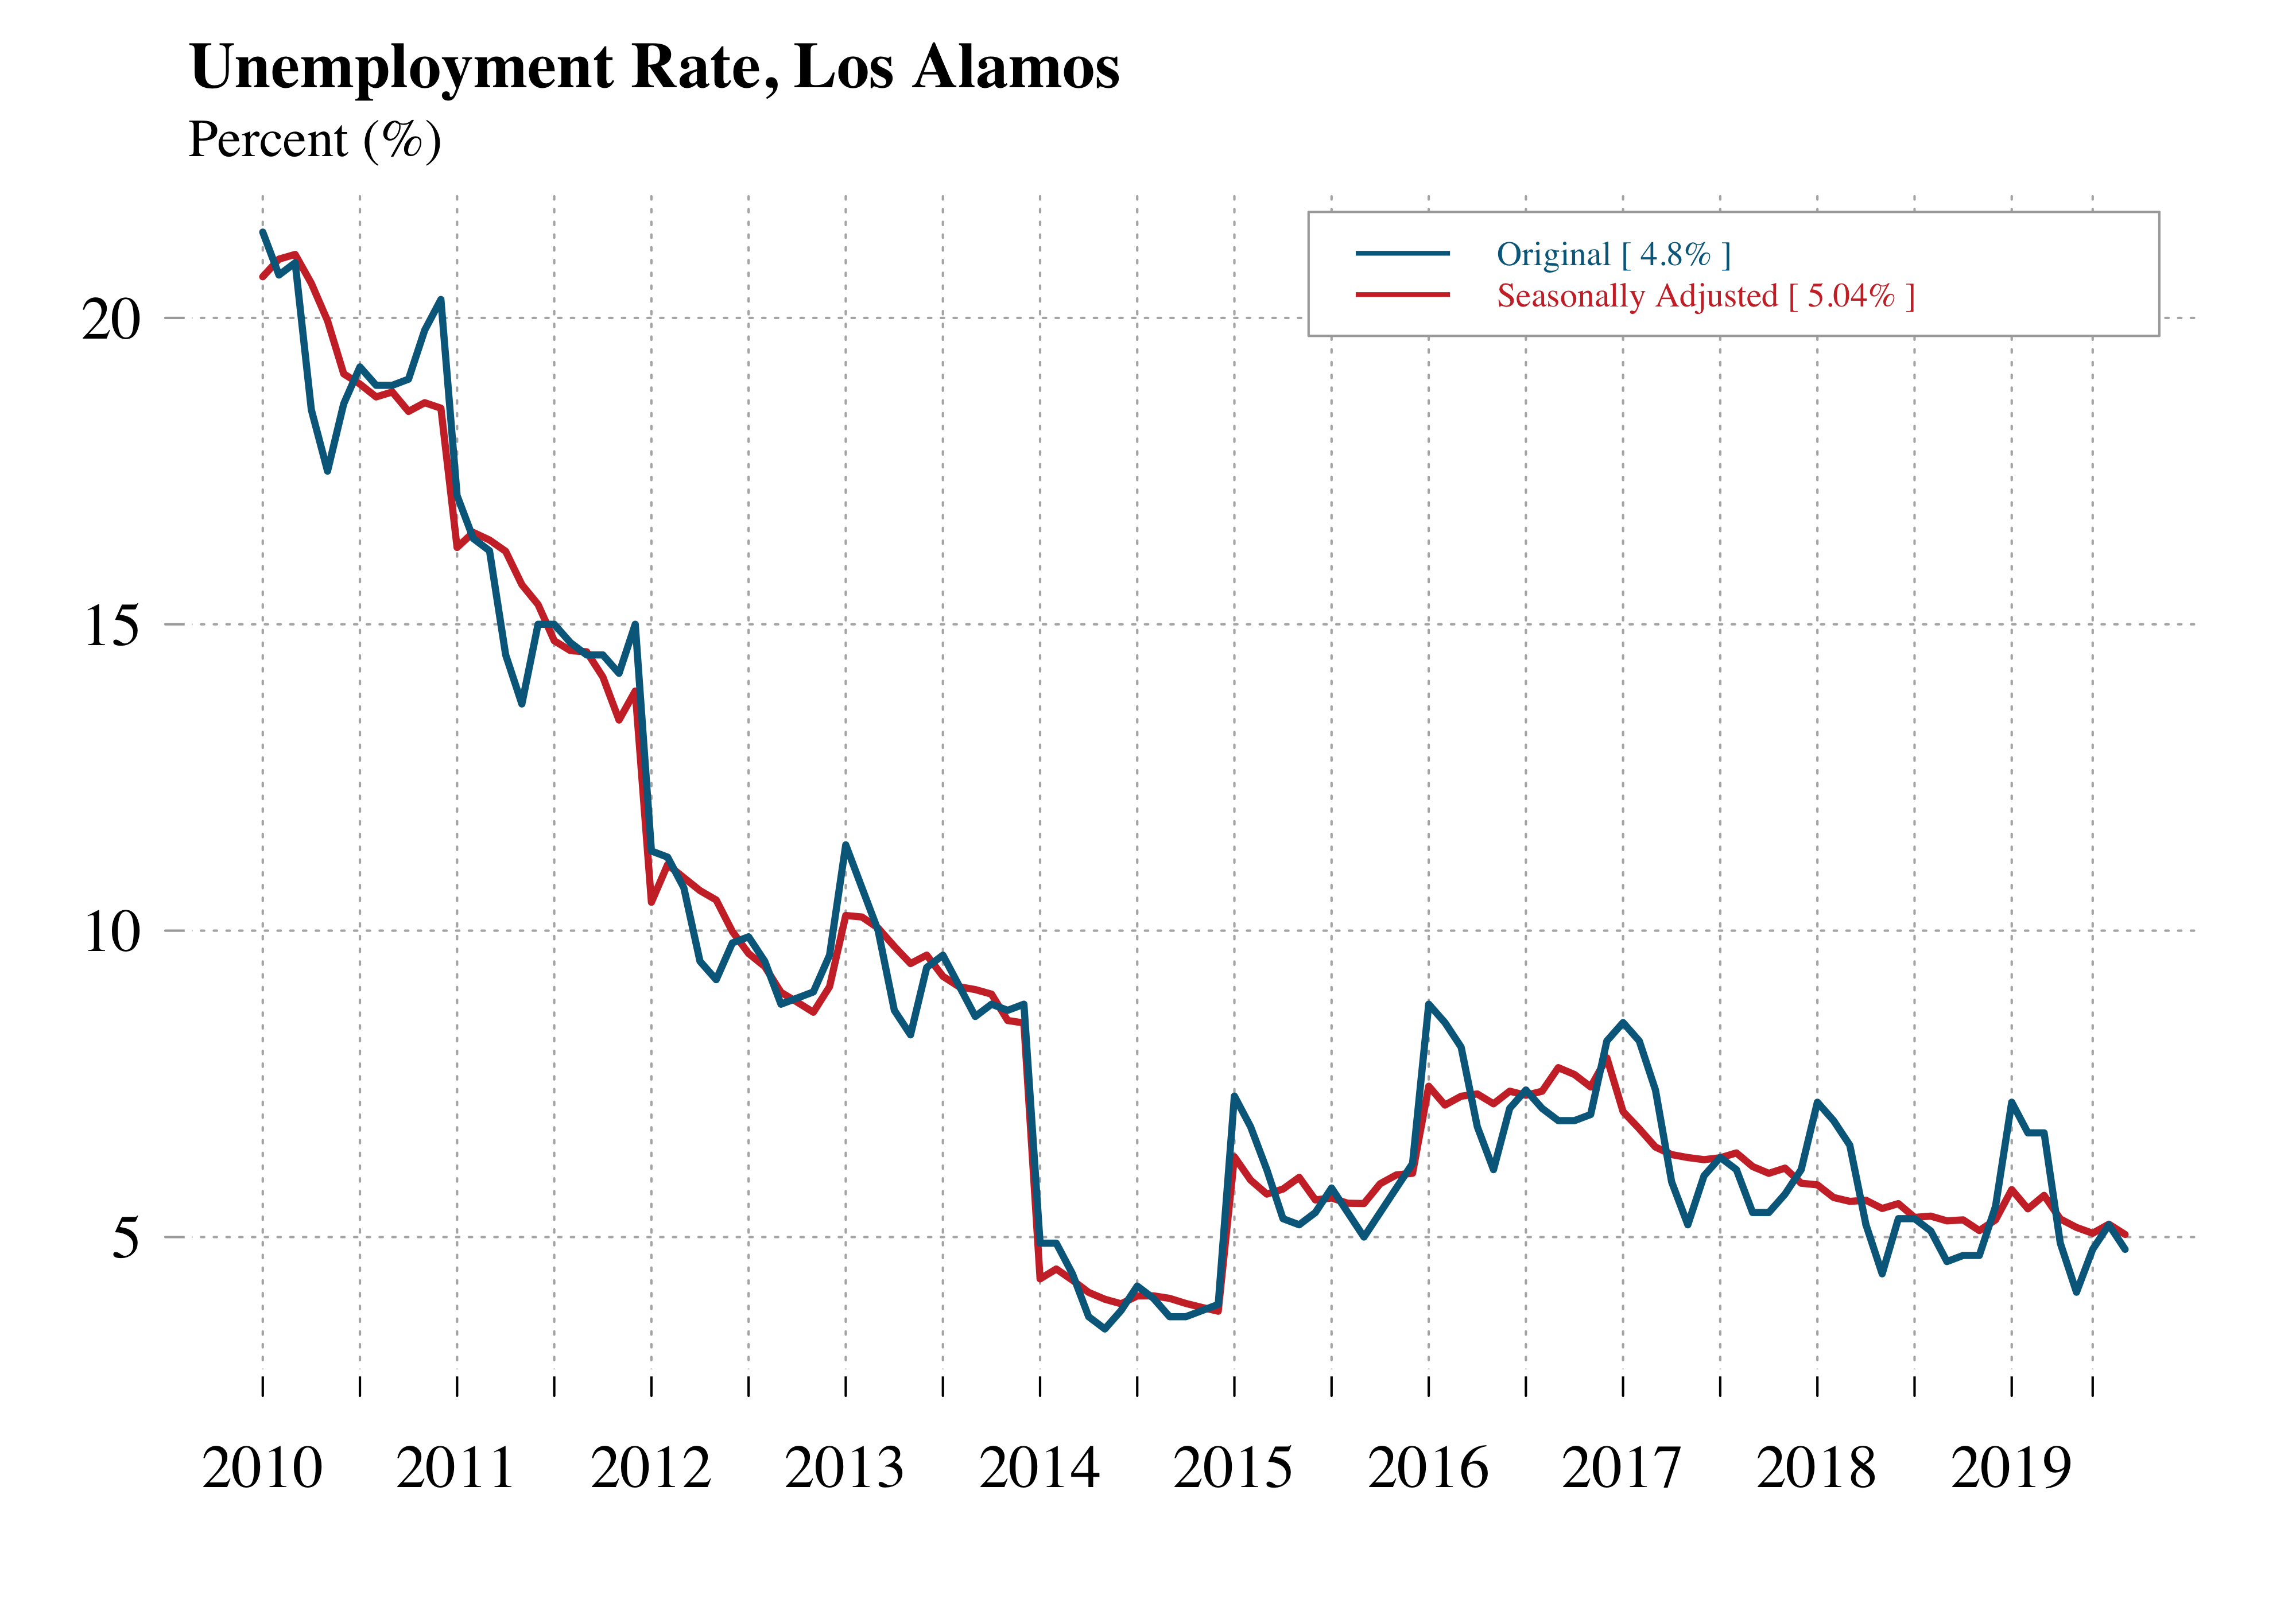 Unemployment Rate, Los Alamos
Percent (%)
Original [ 4.8% ]
Seasonally Adjusted [ 5.04% ]
20
15
10
5
2010 2011 2012 2013 2014 2015 2016 2017 2018 2019